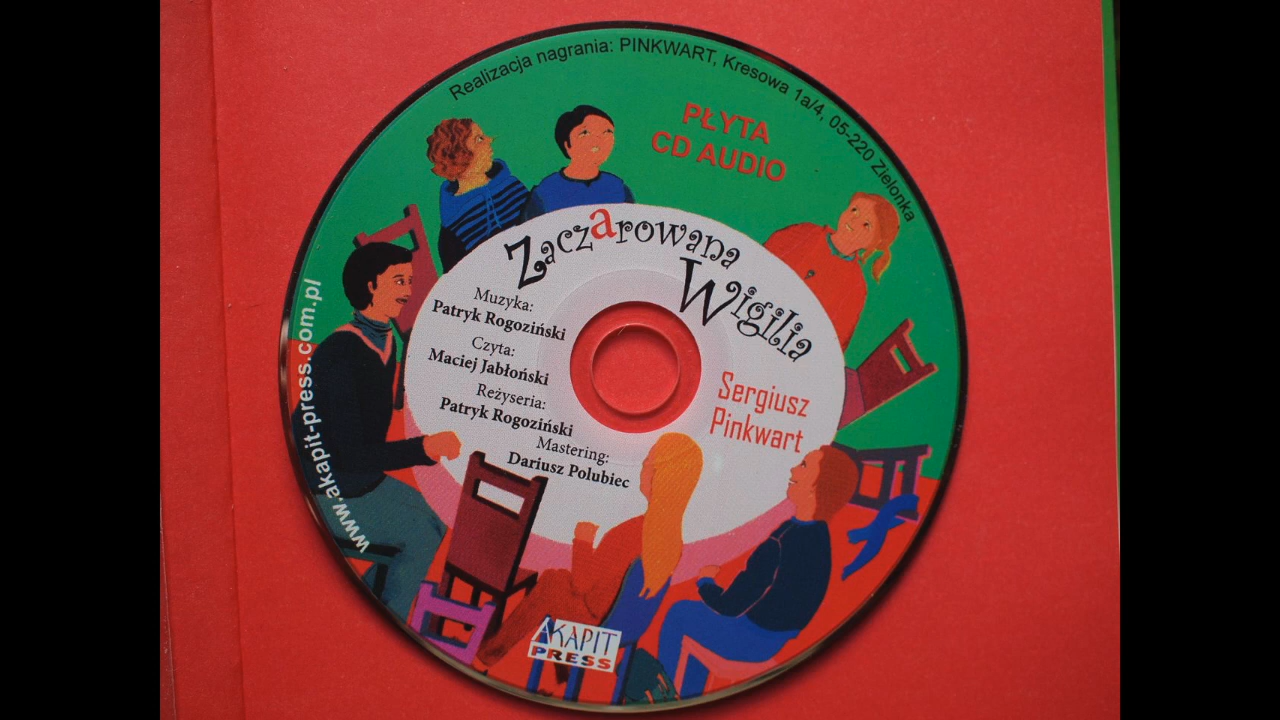 Realizacja nagrania: PINKWART, Kresowa 1a/4, 05-220 Zielonka
PŁYTA
CD AUDIO
Zaczarowana
Wigilia
Muzyka:
Patryk Rogoziński
Czyta:
Maciej Jabłoński
Reżyseria:
Patryk Rogoziński
Mastering:
Dariusz Polubiec
Sergiusz
Pinkwart
www.akapit-press.com.pl
AKAPIT
PRESS